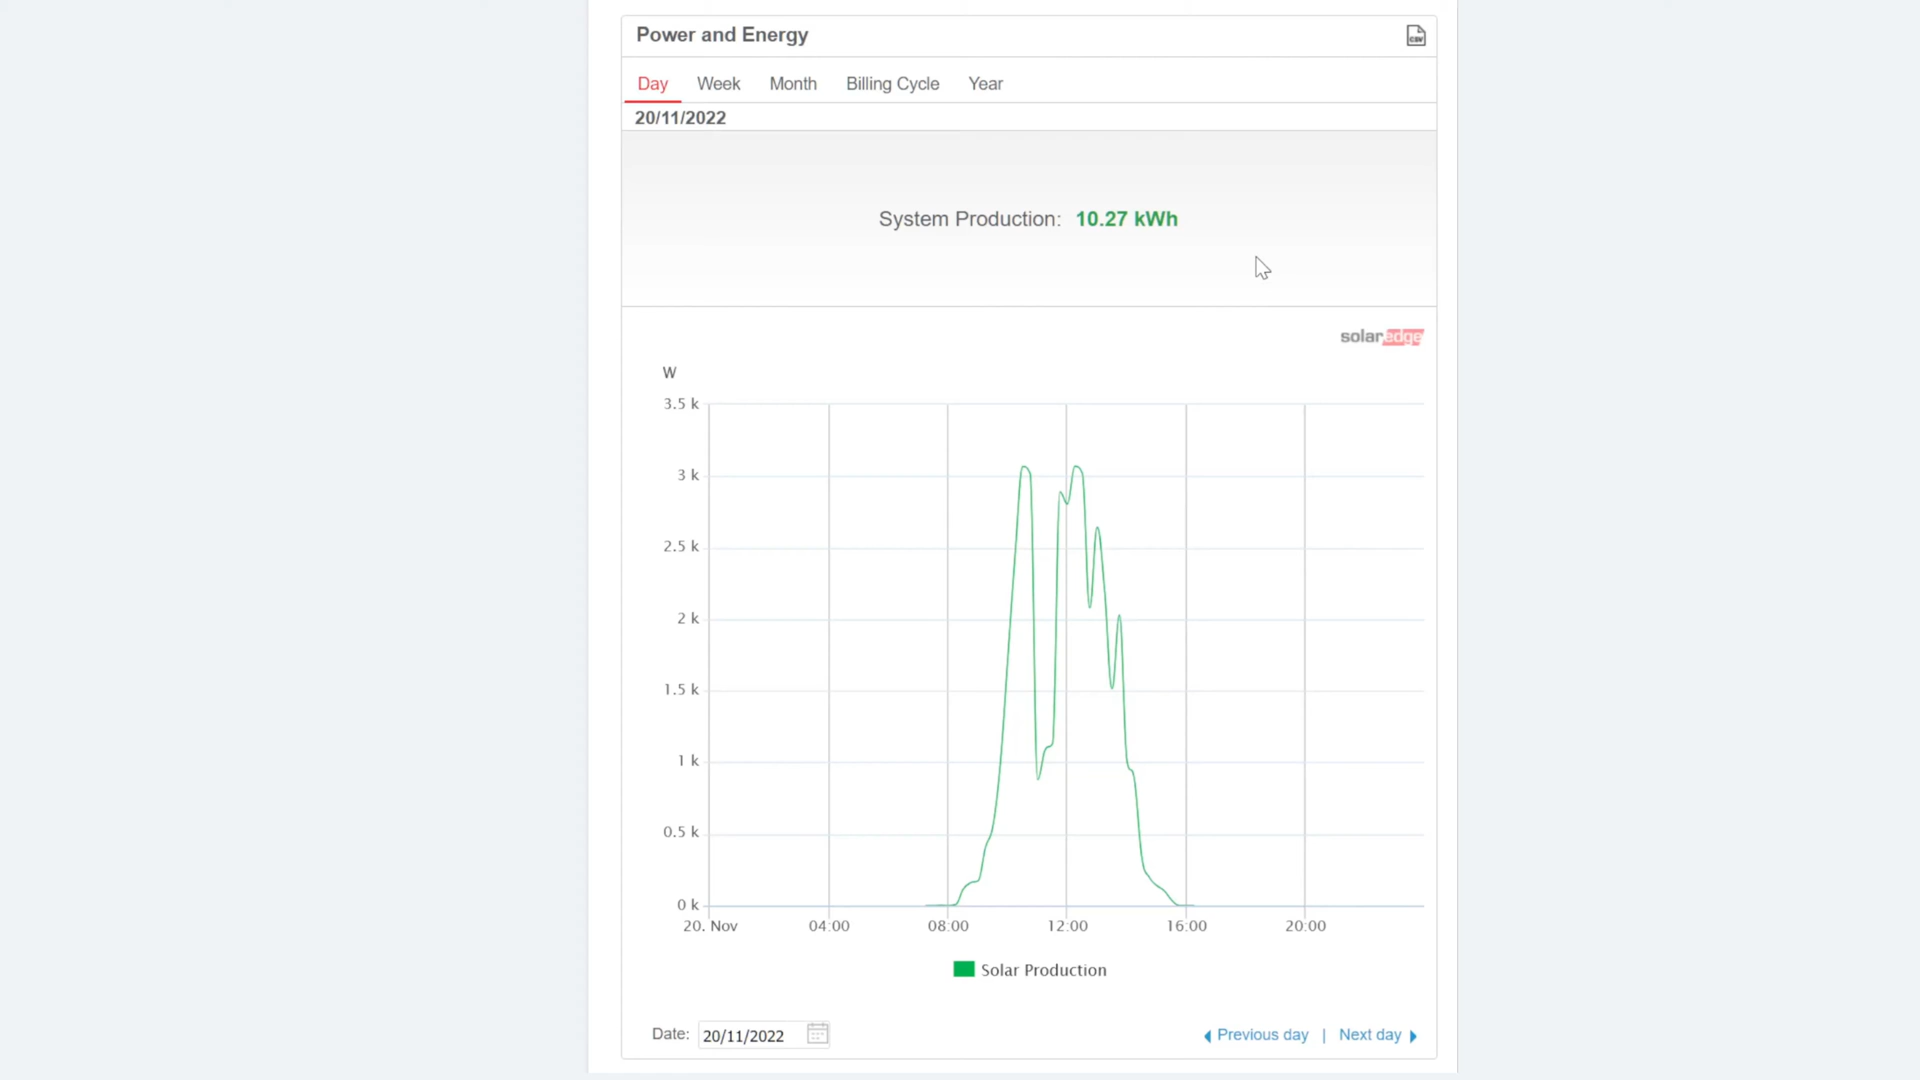 Power and Energy
CSV
Day Week Month Billing Cycle Year
20/11/2022
System Production: 10.27 kWh
solaredge
W
3.5 k
3 k
2.5 k
2 k
1.5 k
1 k
0.5 k
0 k
20. Nov 04:00 08:00 12:00 16:00 20:00
Solar Production
Date: 20/11/2022 Previous day | Next day